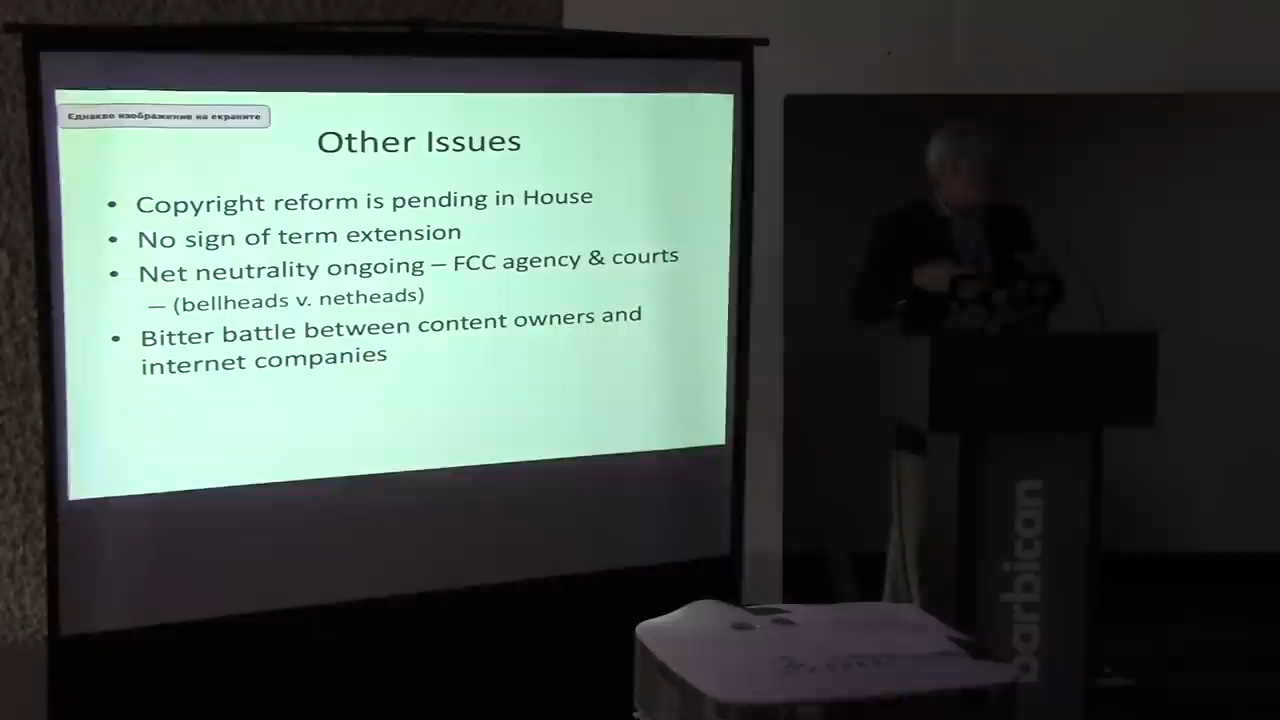 Еднакво изображение на екраните
Other Issues
• Copyright reform is pending in House
• No sign of term extension
• Net neutrality ongoing – FCC agency & courts
– (bellheads v. netheads)
• Bitter battle between content owners and
internet companies
barbican